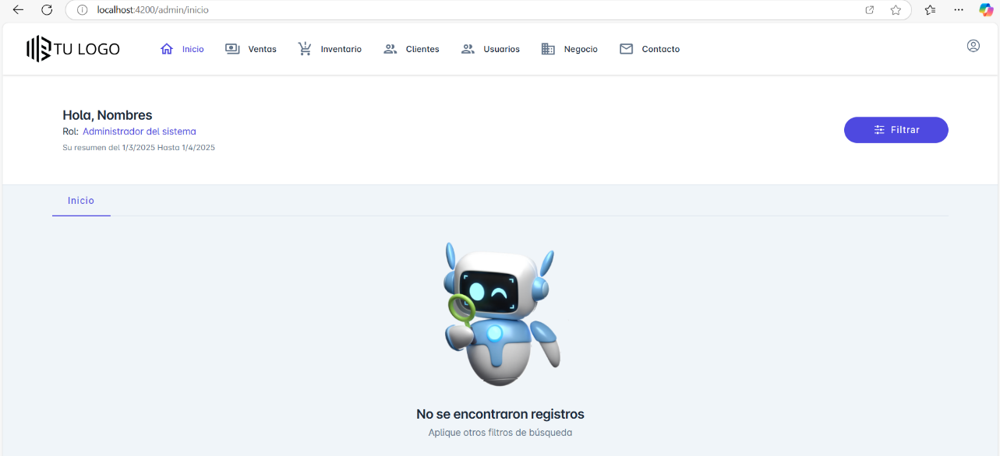 localhost:4200/admin/inicio
TU LOGO Inicio Ventas Inventario Clientes Usuarios Negocio Contacto
Hola, Nombres
Rol: Administrador del sistema
Su resumen del 1/3/2025 Hasta 1/4/2025
Filtrar
Inicio
No se encontraron registros
Aplique otros filtros de búsqueda